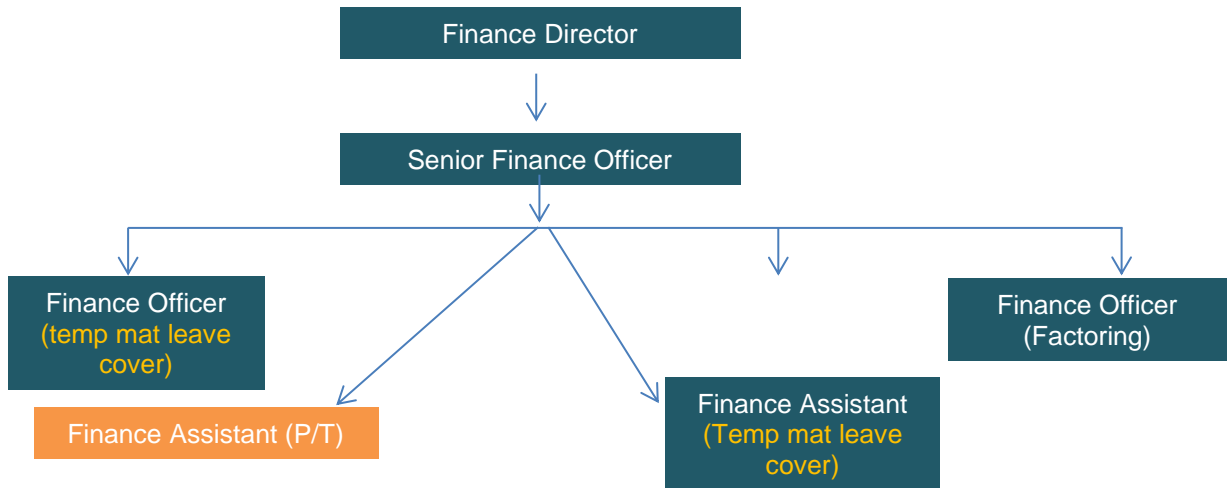 Finance Director
Senior Finance Officer
Finance Officer
(temp mat leave
cover)
Finance Officer
(Factoring)
Finance Assistant (P/T)
Finance Assistant
(Temp mat leave
cover)